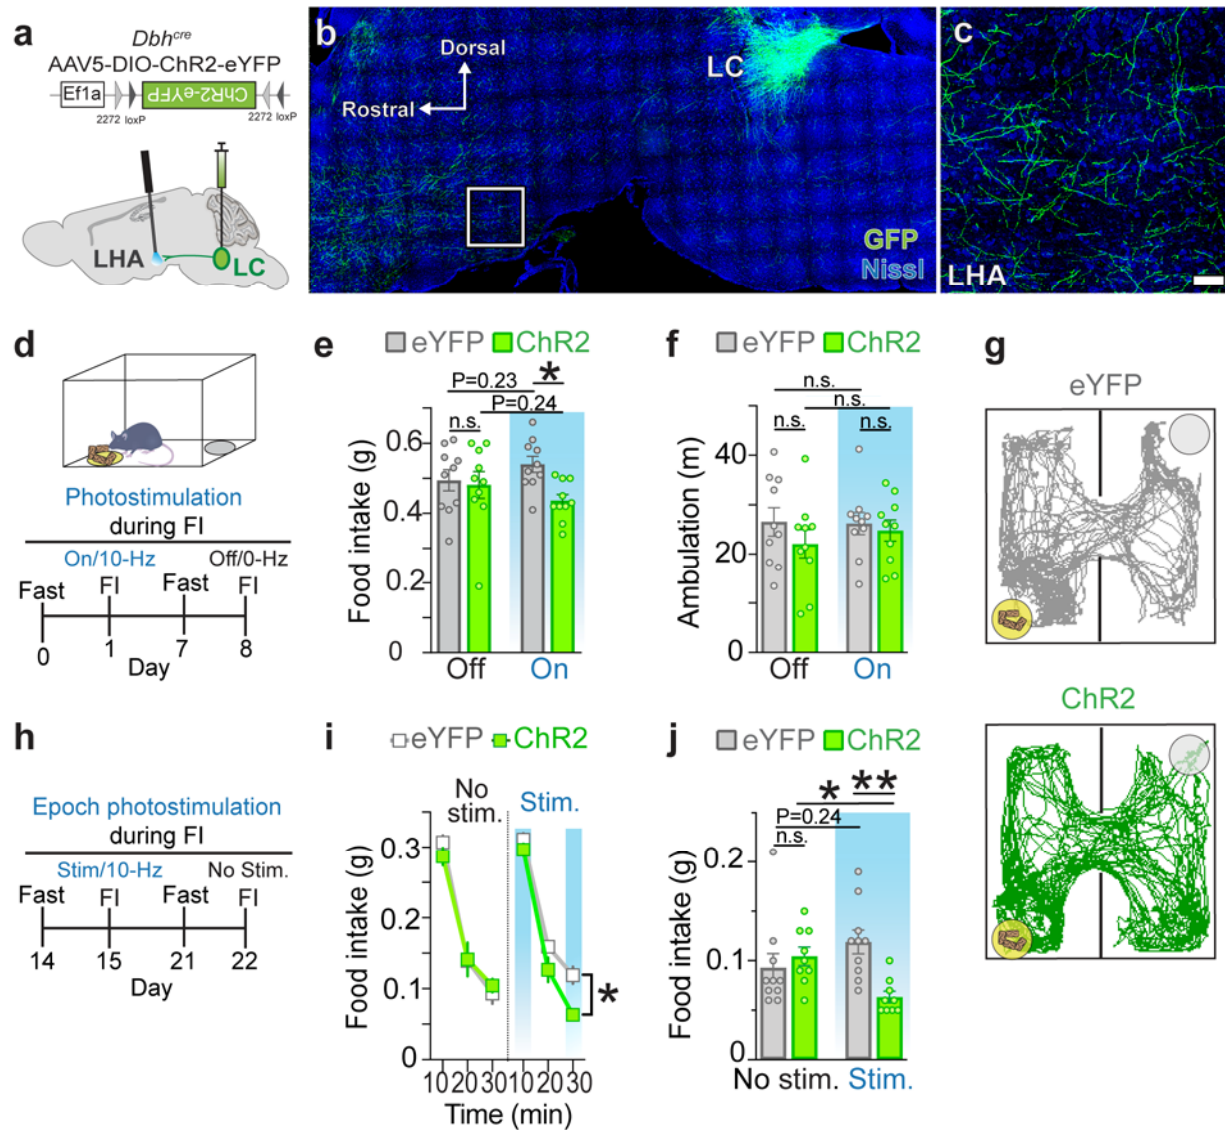 a
Dbhcre
AAV5-DIO-ChR2-eYFP
Ef1a
ChR2-eYFP
2272 loxP
2272 loxP
LHA
LC
b
Dorsal
Rostral
LC
GFP
Nissl
c
LHA
d
Photostimulation
during FI
On/10-Hz
Off/0-Hz
Fast
FI
Fast
FI
0
1
7
8
Day
e
eYFP
ChR2
P=0.23
*
P=0.24
n.s.
Food intake (g)
0.6
0.4
0.2
0
Off
On
f
eYFP
ChR2
n.s.
n.s.
n.s.
n.s.
Ambulation (m)
40
20
0
Off
On
g
eYFP
ChR2
h
Epoch photostimulation
during FI
Stim/10-Hz
No Stim.
Fast
FI
Fast
FI
14
15
21
22
Day
i
eYFP
ChR2
No
stim.
Stim.
Food intake (g)
0.3
0.2
0.1
0
*
10 20 30 10 20 30
Time (min)
j
eYFP
ChR2
*
**
P=0.24
n.s.
Food intake (g)
0.2
0.1
0
No stim.
Stim.